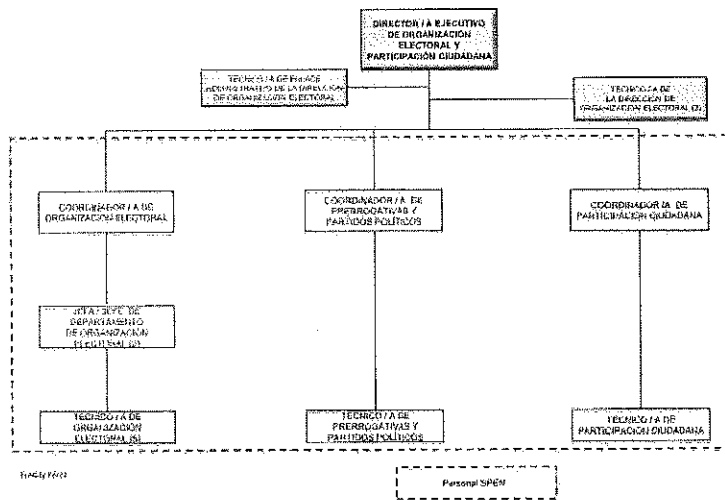 DIRECTOR / A EJECUTIVO
DE ORGANIZACIÓN
ELECTORAL Y
PARTICIPACIÓN CIUDADANA
TÉCNICO / A DE ENLACE
ADMINISTRATIVO DE LA DIRECCIÓN
DE ORGANIZACIÓN ELECTORAL
TÉCNICO / A DE
LA DIRECCIÓN DE
ORGANIZACIÓN ELECTORAL (2)
COORDINADOR / A DE
ORGANIZACIÓN ELECTORAL
COORDINADOR / A DE
PRERROGATIVAS Y
PARTIDOS POLÍTICOS
COORDINADOR /A DE
PARTICIPACIÓN CIUDADANA
JEFA / JEFE DE
DEPARTAMENTO
DE ORGANIZACIÓN
ELECTORAL (2)
TÉCNICO / A DE
ORGANIZACIÓN
ELECTORAL
TÉCNICO / A DE
PRERROGATIVAS Y
PARTIDOS POLÍTICOS
TÉCNICO / A DE
PARTICIPACIÓN CIUDADANA
Personal SPEN